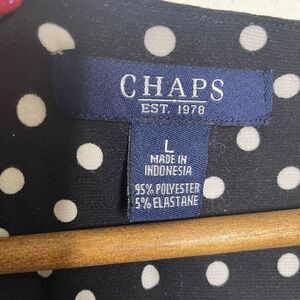 CHAPS
EST. 1978
L
MADE IN
INDONESIA
95% POLYESTER
5% ELASTANE